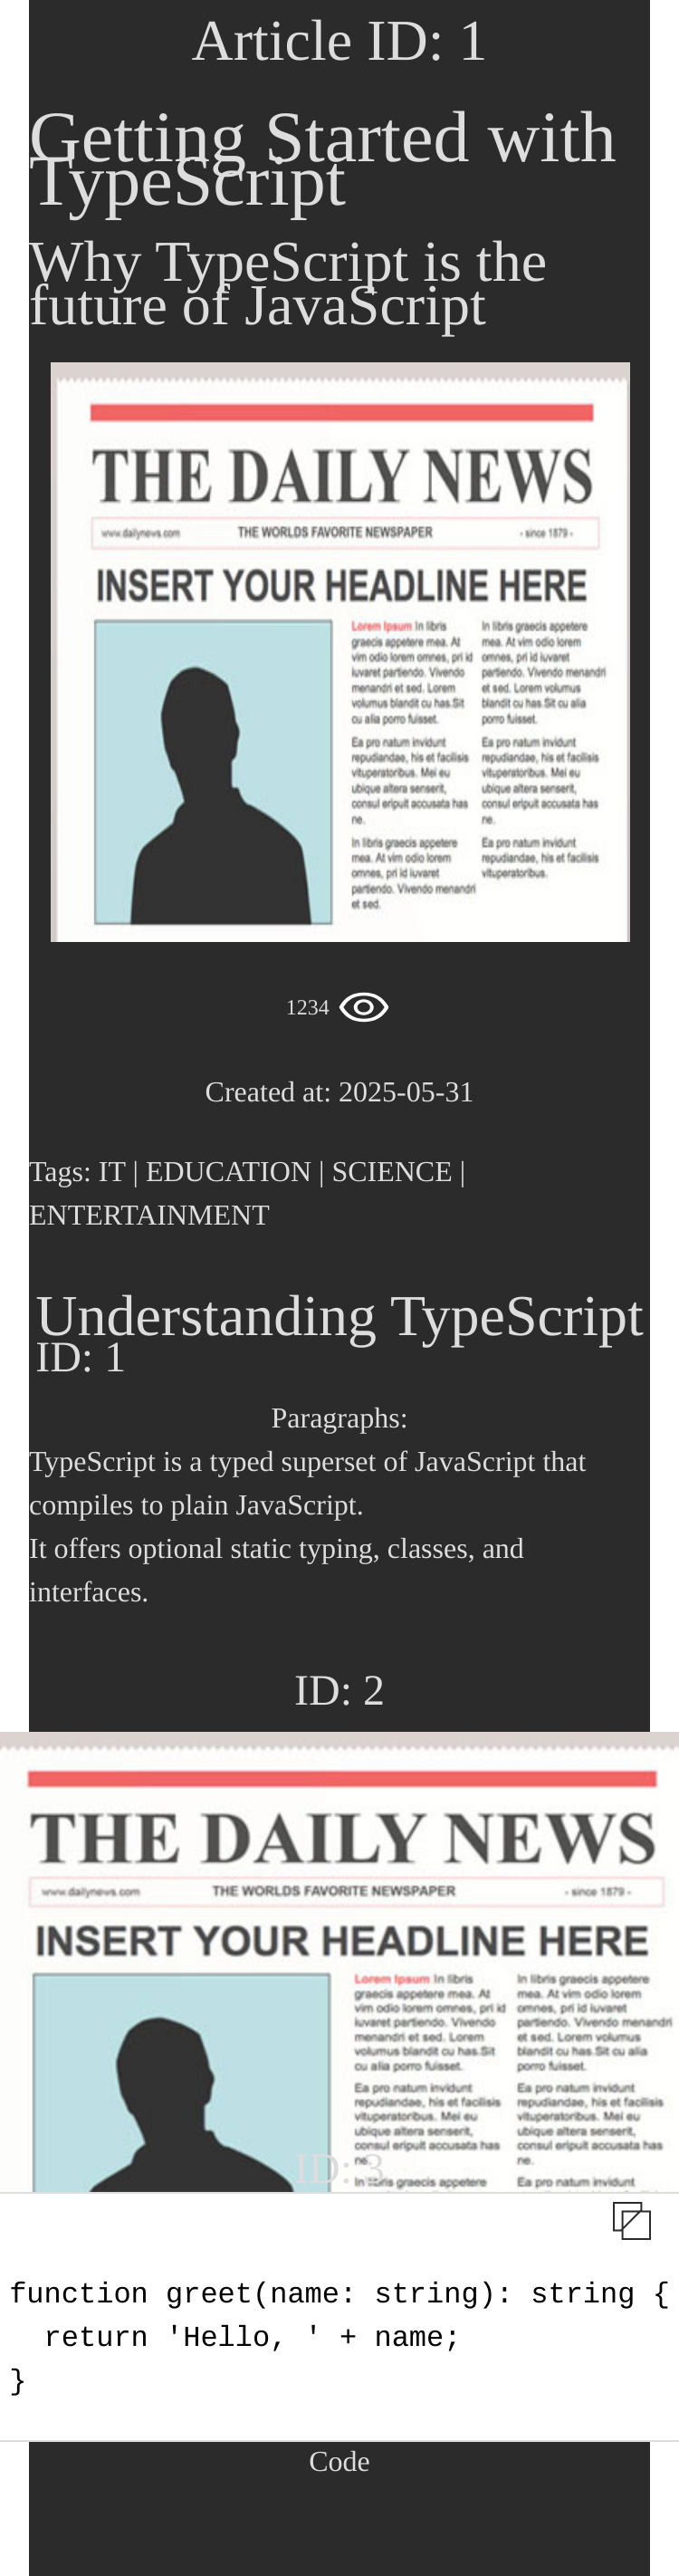 Article ID: 1
Getting Started with
TypeScript
Why TypeScript is the
future of JavaScript
THE DAILY NEWS
www.dailynews.com THE WORLDS FAVORITE NEWSPAPER - since 1879 -
INSERT YOUR HEADLINE HERE
Lorem Ipsum In libris
graecis appetere mea. At
vim odio lorem omnes, pri id
iuvaret partiendo. Vivendo
menandri et sed. Lorem
volumus blandit cu has.Sit
cu alia porro fuisset.
Ea pro natum invidunt
repudiandae, his et facilisis
vituperatoribus. Mei eu
ubique altera senserit,
consul eripuit accusata has
ne.
In libris graecis appetere
mea. At vim odio lorem
omnes, pri id iuvaret
partiendo. Vivendo menandri
et sed.
In libris graecis appetere
mea. At vim odio lorem
omnes, pri id iuvaret
partiendo. Vivendo menandri
et sed. Lorem volumus
blandit cu has.Sit cu alia
porro fuisset.
Ea pro natum invidunt
repudiandae, his et facilisis
vituperatoribus. Mei eu
ubique altera senserit,
consul eripuit accusata has
ne.
Ea pro natum invidunt
repudiandae, his et facilisis
vituperatoribus.
1234
Created at: 2025-05-31
Tags: IT | EDUCATION | SCIENCE |
ENTERTAINMENT
Understanding TypeScript
ID: 1
Paragraphs:
TypeScript is a typed superset of JavaScript that
compiles to plain JavaScript.
It offers optional static typing, classes, and
interfaces.
ID: 2
THE DAILY NEWS
www.dailynews.com THE WORLDS FAVORITE NEWSPAPER - since 1879 -
INSERT YOUR HEADLINE HERE
Lorem Ipsum In libris
graecis appetere mea. At
vim odio lorem omnes, pri id
iuvaret partiendo. Vivendo
menandri et sed. Lorem
volumus blandit cu has.Sit
cu alia porro fuisset.
Ea pro natum invidunt
repudiandae, his et facilisis
vituperatoribus. Mei eu
ubique altera senserit,
consul eripuit accusata has
ne.
In libris graecis appetere
In libris graecis appetere
mea. At vim odio lorem
omnes, pri id iuvaret
partiendo. Vivendo menandri
et sed. Lorem volumus
blandit cu has.Sit cu alia
porro fuisset.
Ea pro natum invidunt
repudiandae, his et facilisis
vituperatoribus. Mei eu
ubique altera senserit,
consul eripuit accusata has
ne.
Ea pro natum invidunt
ID: 3
function greet(name: string): string {
  return 'Hello, ' + name;
}
Code